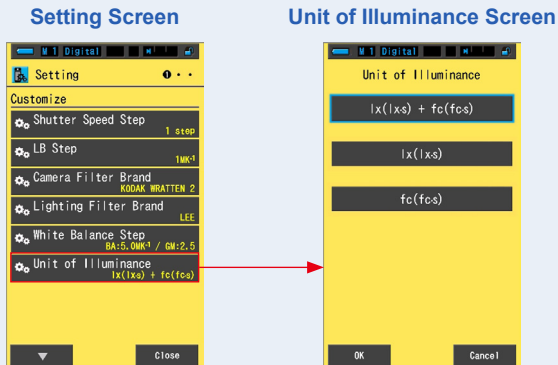 Setting Screen
Unit of Illuminance Screen
M 1 Digital
Setting
Customize
Shutter Speed Step
1 step
LB Step
1MK-¹
Camera Filter Brand
KODAK WRATTEN 2
Lighting Filter Brand
LEE
White Balance Step
BA:5.0MK-¹ / GM:2.5
Unit of Illuminance
lx(lxs) + fc(fcs)
Close
M 1 Digital
Unit of Illuminance
lx(lxs) + fc(fcs)
lx(lxs)
fc(fcs)
OK
Cancel